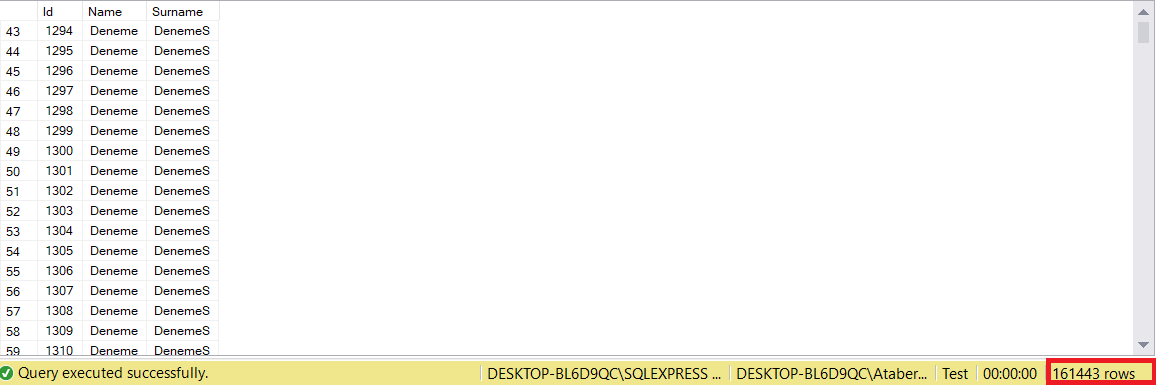 Id Name Surname
43 1294 Deneme DenemeS
44 1295 Deneme DenemeS
45 1296 Deneme DenemeS
46 1297 Deneme DenemeS
47 1298 Deneme DenemeS
48 1299 Deneme DenemeS
49 1300 Deneme DenemeS
50 1301 Deneme DenemeS
51 1302 Deneme DenemeS
52 1303 Deneme DenemeS
53 1304 Deneme DenemeS
54 1305 Deneme DenemeS
55 1306 Deneme DenemeS
56 1307 Deneme DenemeS
57 1308 Deneme DenemeS
58 1309 Deneme DenemeS
59 1310 Deneme DenemeS
Query executed successfully. DESKTOP-BL6D9QC\SQLEXPRESS ... DESKTOP-BL6D9QC\Ataber... Test 00:00:00 161443 rows